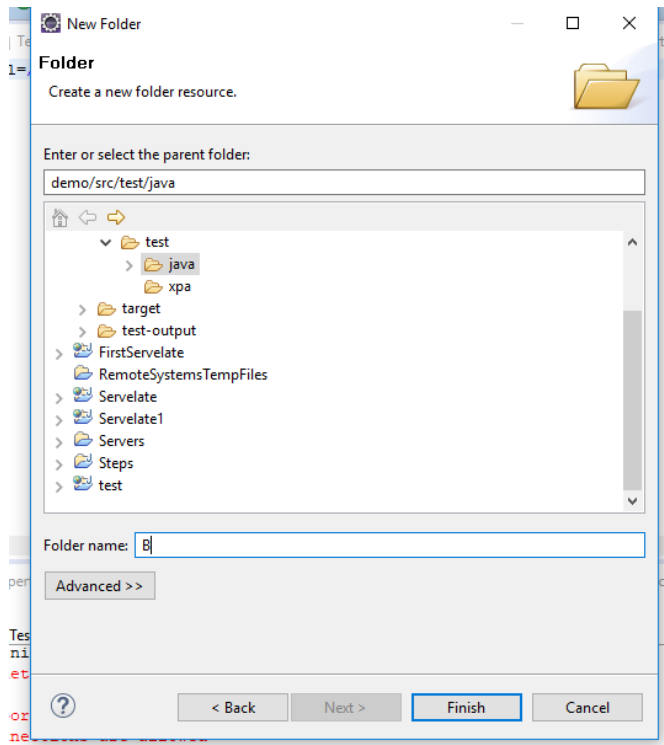 New Folder
Folder
Create a new folder resource.
Enter or select the parent folder:
demo/src/test/java
test
java
xpa
target
test-output
FirstServelate
RemoteSystemsTempFiles
Servelate
Servelate1
Servers
Steps
test
Folder name: B
Advanced >>
? < Back Next > Finish Cancel